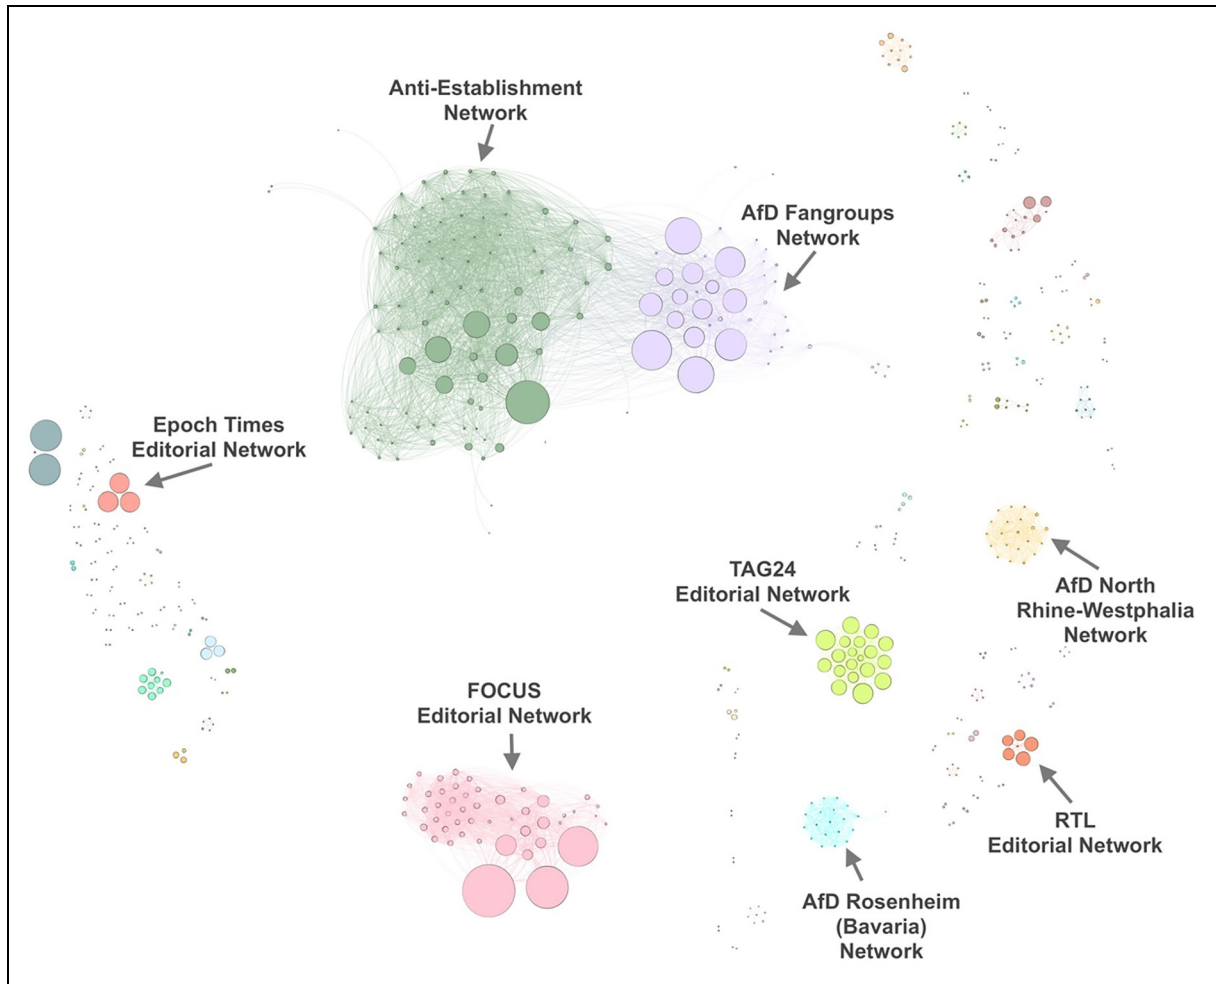 Anti-Establishment
Network
AfD Fangroups
Network
Epoch Times
Editorial Network
TAG24
Editorial Network
AfD North
Rhine-Westphalia
Network
FOCUS
Editorial Network
RTL
Editorial Network
AfD Rosenheim
(Bavaria)
Network